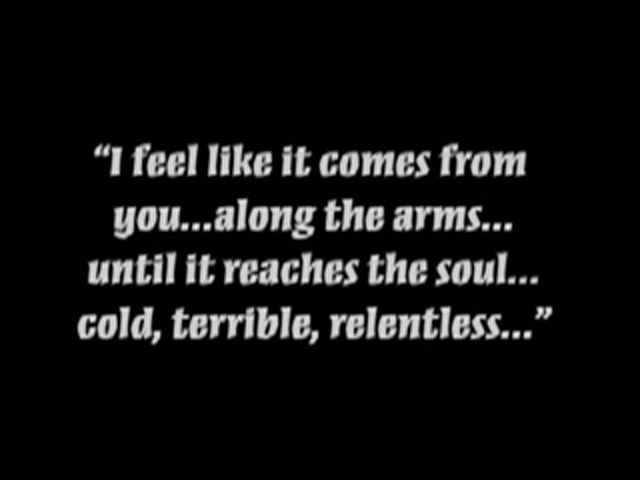 “I feel like it comes from
you...along the arms...
until it reaches the soul...
cold, terrible, relentless...”